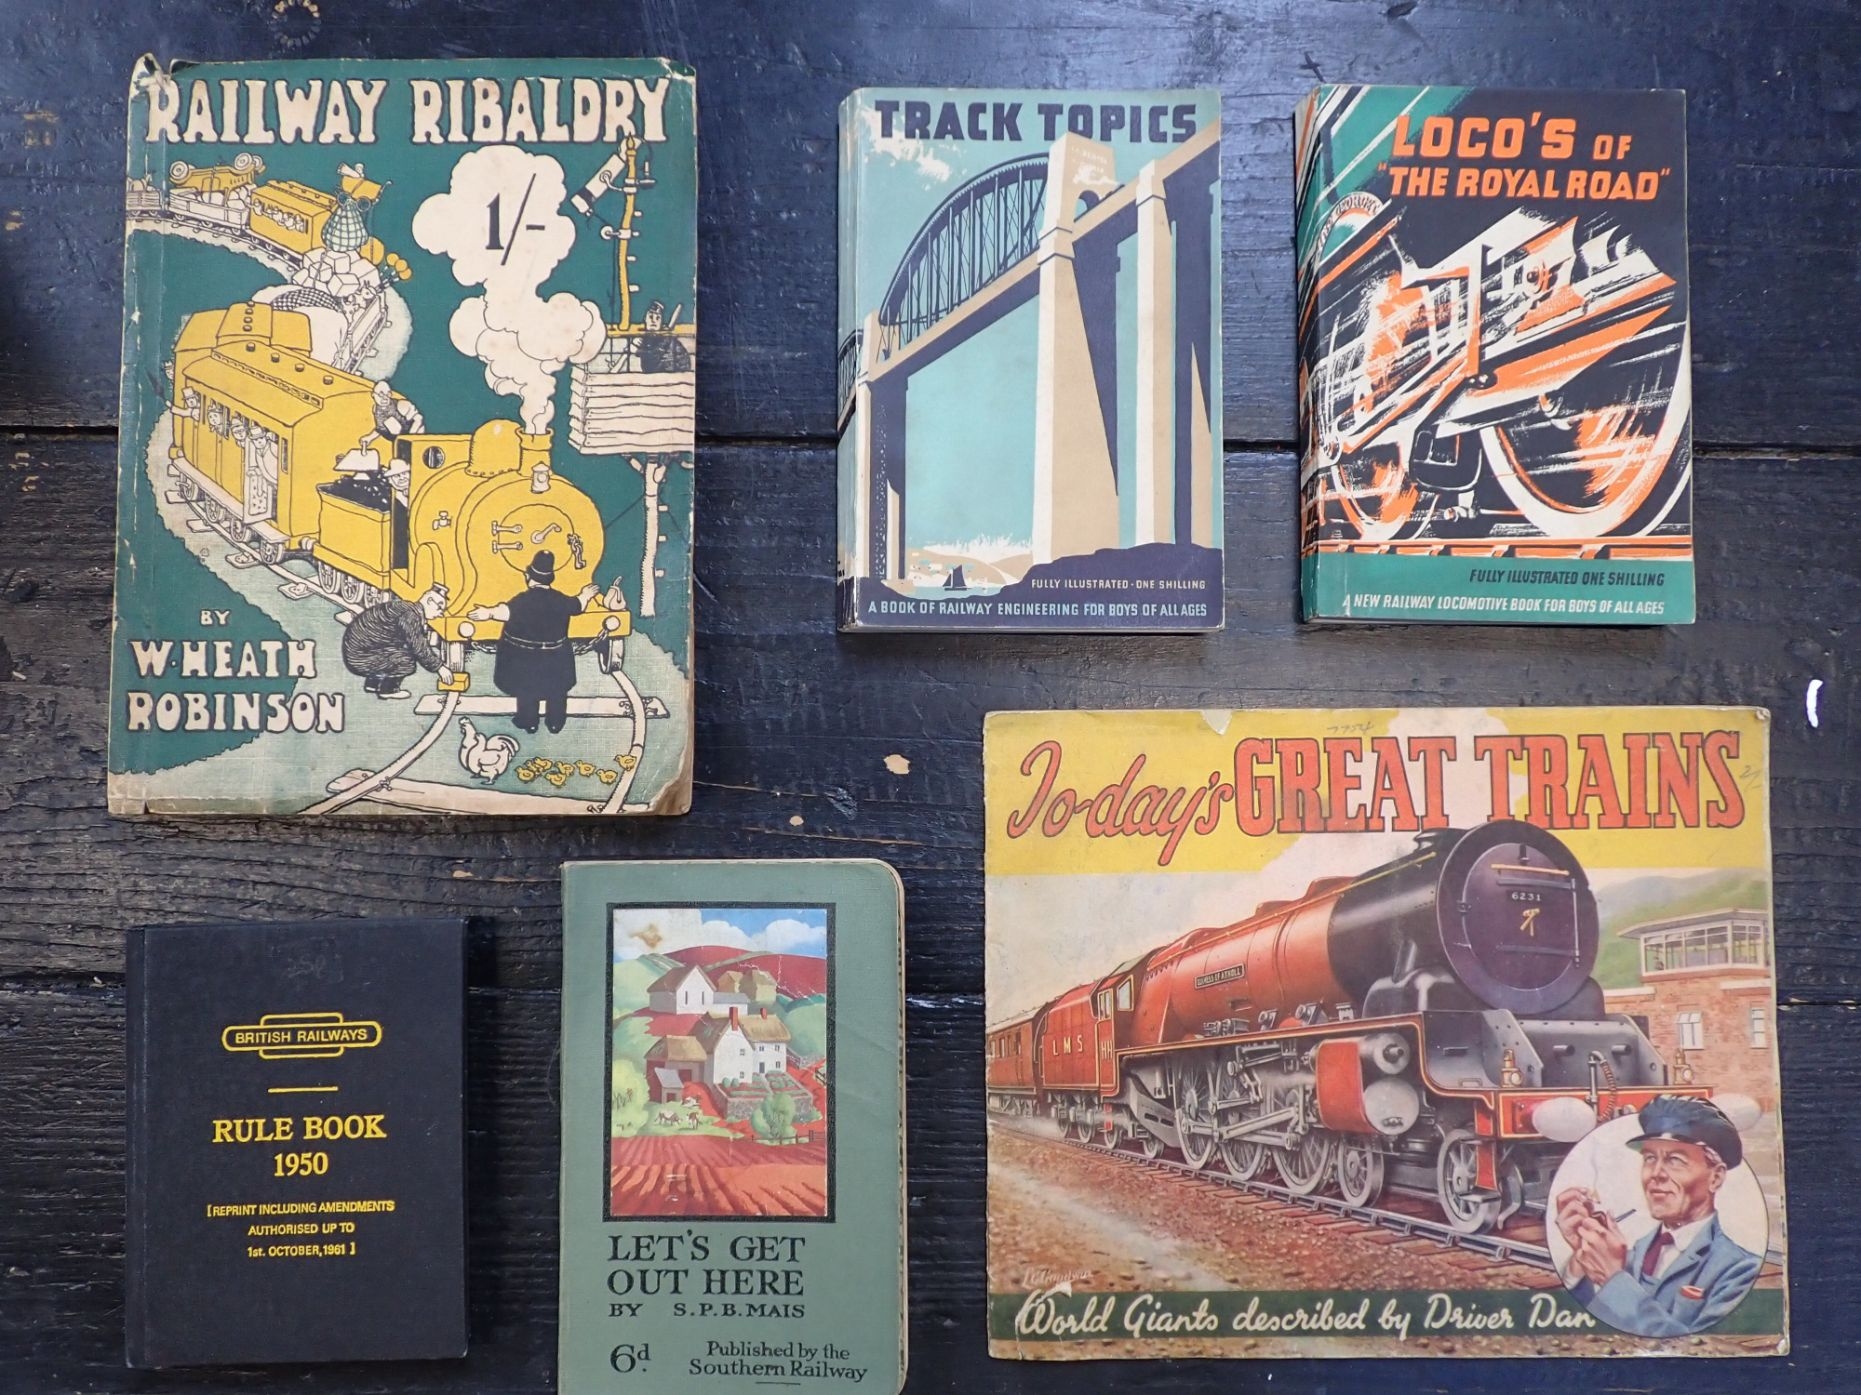 RAILWAY RIBALDRY
1/-
BY
W. HEATH
ROBINSON
TRACK TOPICS
FULLY ILLUSTRATED - ONE SHILLING
A BOOK OF RAILWAY ENGINEERING FOR BOYS OF ALL AGES
LOCO'S OF
"THE ROYAL ROAD"
FULLY ILLUSTRATED ONE SHILLING
A NEW RAILWAY LOCOMOTIVE BOOK FOR BOYS OF ALL AGES
BRITISH RAILWAYS
RULE BOOK
1950
[REPRINT INCLUDING AMENDMENTS
AUTHORISED UP TO
1st. OCTOBER, 1961 ]
LET'S GET
OUT HERE
BY S.P.B. MAIS
6d.
Published by the
Southern Railway
To-day's GREAT TRAINS
7754
6231
DUCHESS OF ATHOLL
LMS
World Giants described by Driver Dan